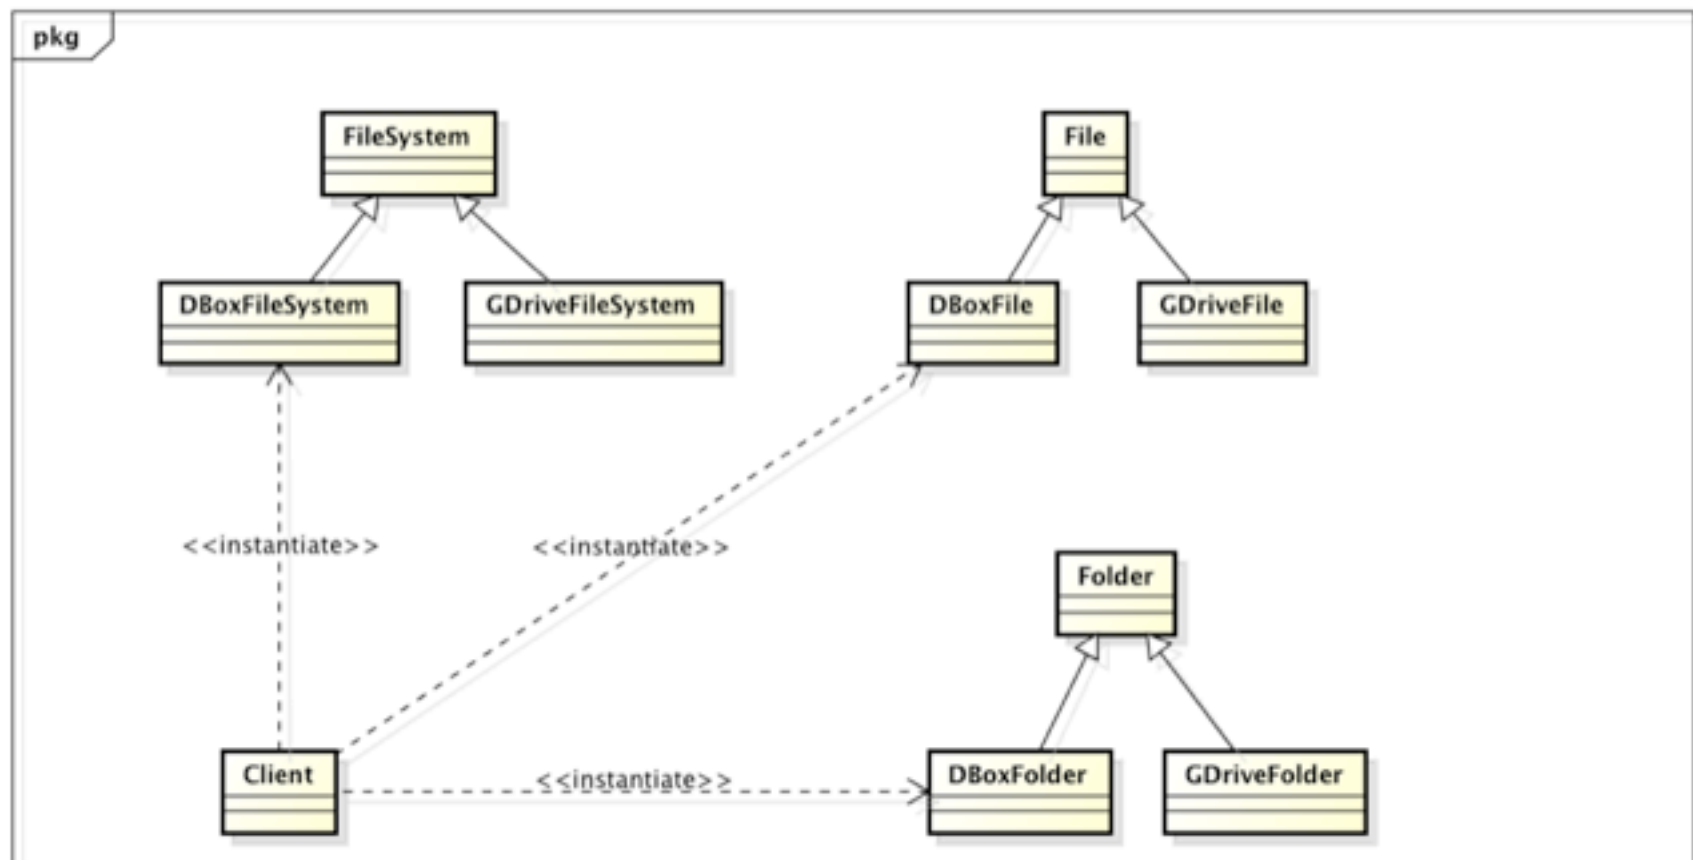 pkg
FileSystem
File
DBoxFileSystem
GDriveFileSystem
DBoxFile
GDriveFile
<<instantiate>>
<<instantiate>>
Folder
Client
<<instantiate>>
DBoxFolder
GDriveFolder